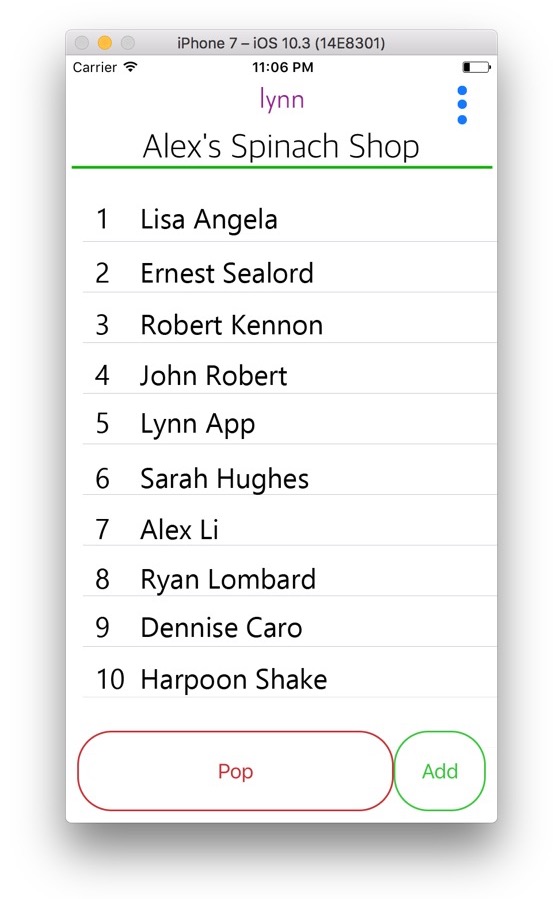 iPhone 7 – iOS 10.3 (14E8301)
Carrier 11:06 PM
lynn
Alex's Spinach Shop
1 Lisa Angela
2 Ernest Sealord
3 Robert Kennon
4 John Robert
5 Lynn App
6 Sarah Hughes
7 Alex Li
8 Ryan Lombard
9 Dennise Caro
10 Harpoon Shake
Pop Add